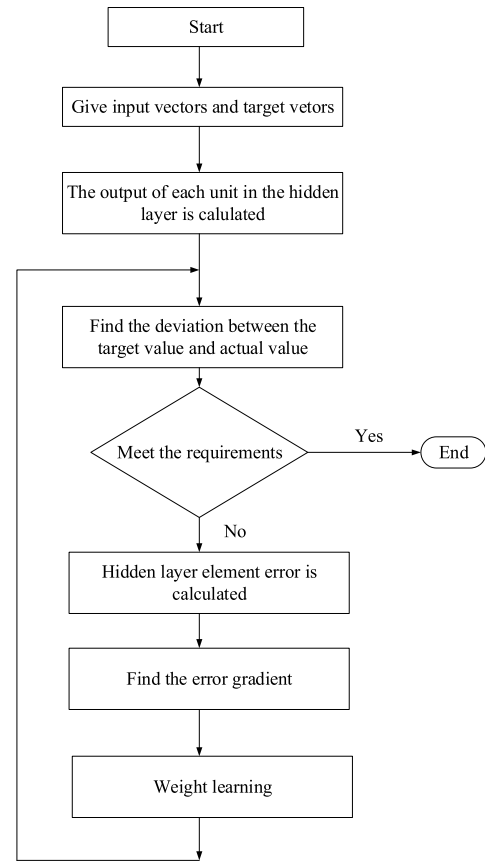 Start
Give input vectors and target vetors
The output of each unit in the hidden
layer is calulated
Find the deviation between the
target value and actual value
Meet the requirements
Yes
End
No
Hidden layer element error is
calculated
Find the error gradient
Weight learning